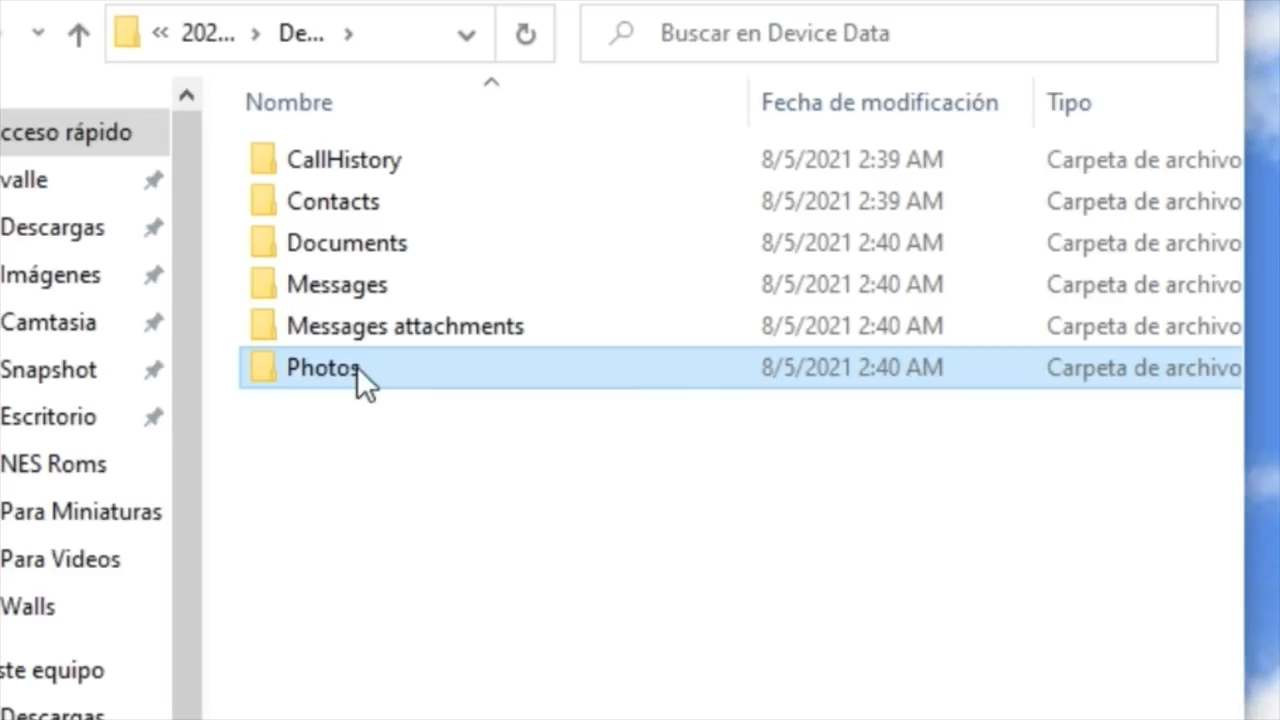 « 202... › De... ›
Buscar en Device Data
Nombre Fecha de modificación Tipo
CallHistory 8/5/2021 2:39 AM Carpeta de archivo
Contacts 8/5/2021 2:39 AM Carpeta de archivo
Documents 8/5/2021 2:40 AM Carpeta de archivo
Messages 8/5/2021 2:40 AM Carpeta de archivo
Messages attachments 8/5/2021 2:40 AM Carpeta de archivo
Photos 8/5/2021 2:40 AM Carpeta de archivo
cceso rápido
valle
Descargas
Imágenes
Camtasia
Snapshot
Escritorio
NES Roms
Para Miniaturas
Para Videos
Walls
ste equipo
Descargas